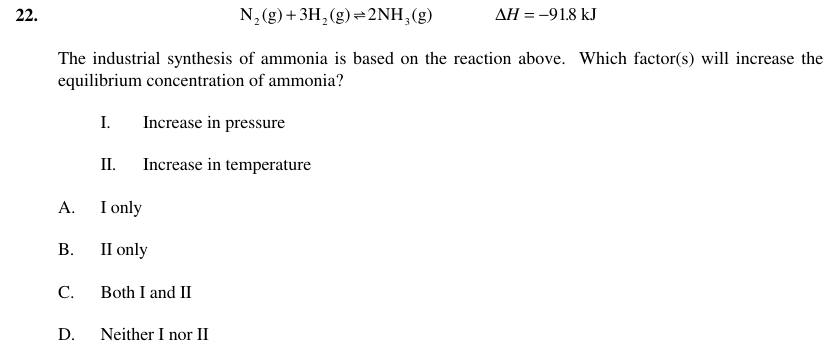 22. N₂(g)+3H₂(g)⇌2NH₃(g) ΔH = −91.8 kJ
The industrial synthesis of ammonia is based on the reaction above. Which factor(s) will increase the
equilibrium concentration of ammonia?
I. Increase in pressure
II. Increase in temperature
A. I only
B. II only
C. Both I and II
D. Neither I nor II